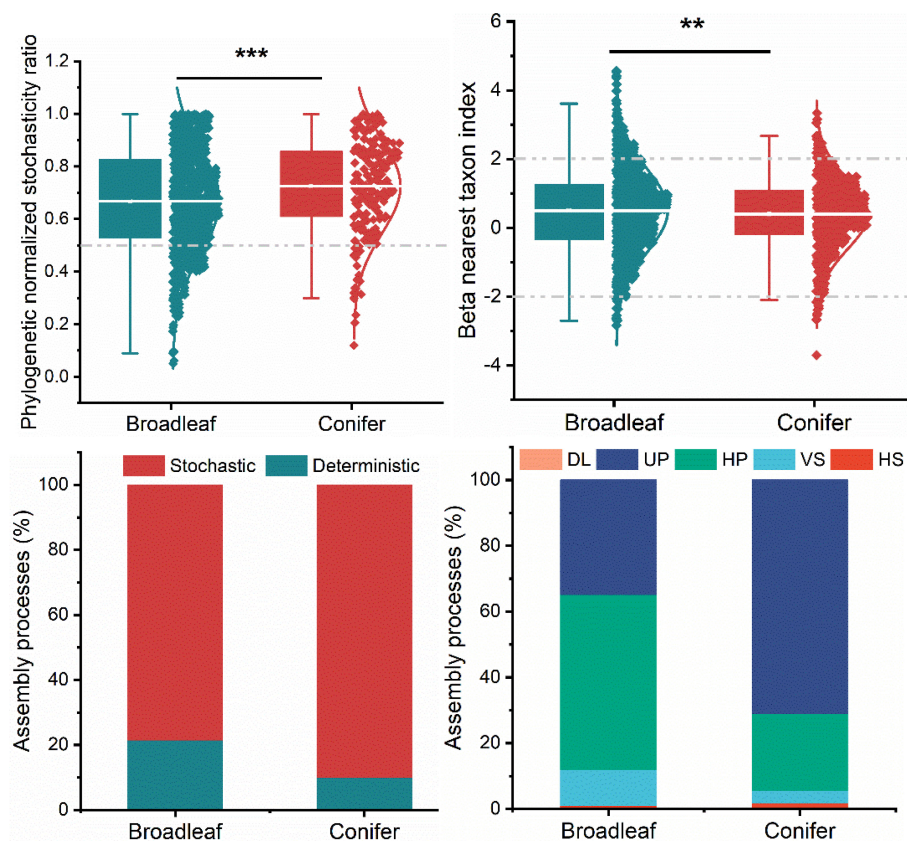 ***
Phylogenetic normalized stochasticity ratio
1.2
1.0
0.8
0.6
0.4
0.2
0.0
Broadleaf Conifer
**
Beta nearest taxon index
6
4
2
0
-2
-4
Broadleaf Conifer
Stochastic Deterministic
Assembly processes (%)
100
80
60
40
20
0
Broadleaf Conifer
DL UP HP VS HS
Assembly processes (%)
100
80
60
40
20
0
Broadleaf Conifer